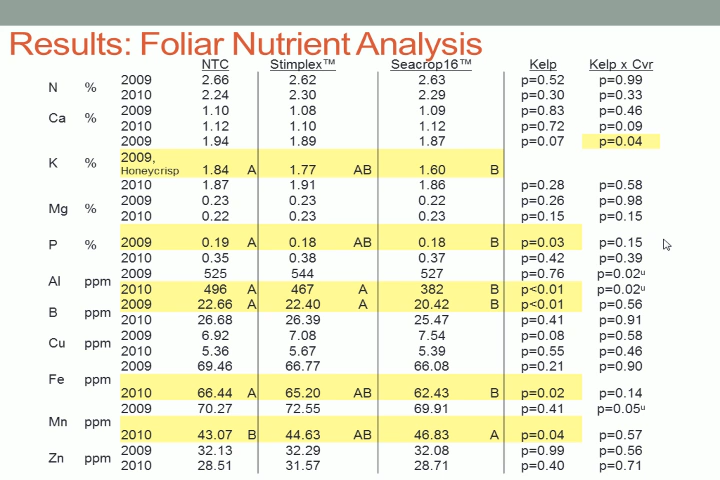 Results: Foliar Nutrient Analysis
NTC Stimplex™ Seacrop16™ Kelp Kelp x Cvr
N % 2009 2.66 2.62 2.63 p=0.52 p=0.99
2010 2.24 2.30 2.29 p=0.30 p=0.33
Ca % 2009 1.10 1.08 1.09 p=0.83 p=0.46
2010 1.12 1.10 1.12 p=0.72 p=0.09
K % 2009 1.94 1.89 1.87 p=0.07 p=0.04
2009,
Honeycrisp 1.84 A 1.77 AB 1.60 B
2010 1.87 1.91 1.86 p=0.28 p=0.58
Mg % 2009 0.23 0.23 0.22 p=0.26 p=0.98
2010 0.22 0.23 0.23 p=0.15 p=0.15
P % 2009 0.19 A 0.18 AB 0.18 B p=0.03 p=0.15
2010 0.35 0.38 0.37 p=0.42 p=0.39
Al ppm 2009 525 544 527 p=0.76 p=0.02ᵘ
2010 496 A 467 A 382 B p<0.01 p=0.02ᵘ
B ppm 2009 22.66 A 22.40 A 20.42 B p<0.01 p=0.56
2010 26.68 26.39 25.47 p=0.41 p=0.91
Cu ppm 2009 6.92 7.08 7.54 p=0.08 p=0.58
2010 5.36 5.67 5.39 p=0.55 p=0.46
Fe ppm 2009 69.46 66.77 66.08 p=0.21 p=0.90
2010 66.44 A 65.20 AB 62.43 B p=0.02 p=0.14
Mn ppm 2009 70.27 72.55 69.91 p=0.41 p=0.05ᵘ
2010 43.07 B 44.63 AB 46.83 A p=0.04 p=0.57
Zn ppm 2009 32.13 32.29 32.08 p=0.99 p=0.56
2010 28.51 31.57 28.71 p=0.40 p=0.71